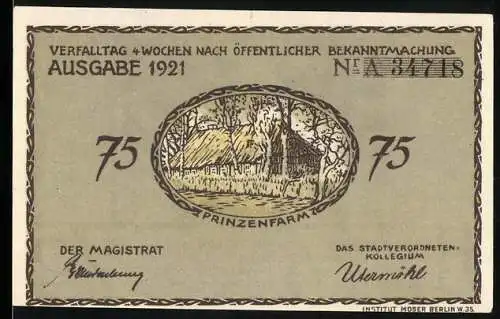 VERFALLTAG 4 WOCHEN NACH ÖFFENTLICHER BEKANNTMACHUNG
AUSGABE 1921
Nr. A 34718
75
75
PRINZENFARM
DER MAGISTRAT
DAS STADTVERORDNETEN-
KOLLEGIUM
Utermöhl
INSTITUT MOSER BERLIN W. 35